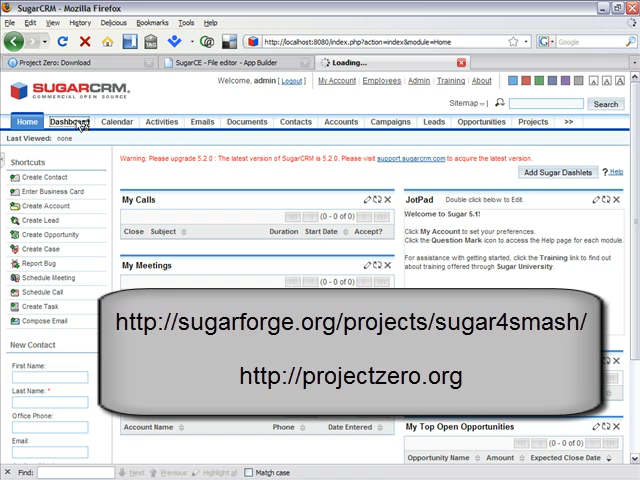 SugarCRM - Mozilla Firefox
File Edit View History Delicious Bookmarks Tools Help
http://localhost:8080/index.php?action=index&module=Home
Google
Project Zero: Download
SugarCE - File editor - App Builder
Loading...
SUGARCRM
COMMERCIAL OPEN SOURCE
Welcome, admin [ Logout ]
My Account | Employees | Admin | Training | About
Sitemap
Search
Home Dashboard Calendar Activities Emails Documents Contacts Accounts Campaigns Leads Opportunities Projects >>
Last Viewed: none
Shortcuts
Create Contact
Enter Business Card
Create Account
Create Lead
Create Opportunity
Create Case
Report Bug
Schedule Meeting
Schedule Call
Create Task
Compose Email
New Contact
First Name:
Last Name: *
Office Phone:
Email:
Warning: Please upgrade 5.2.0 : The latest version of SugarCRM is 5.2.0. Please visit support.sugarcrm.com to acquire the latest version.
Add Sugar Dashlets
? Help
My Calls
(0 - 0 of 0)
Close Subject Duration Start Date Accept?
My Meetings
(0 - 0 of 0)
JotPad Double click below to Edit.
Welcome to Sugar 5.1!
Click My Account to set your preferences.
Click the Question Mark icon to access the Help page for each module.
For assistance with getting started, click the Training link to find out
about training offered through Sugar University.
http://sugarforge.org/projects/sugar4smash/
http://projectzero.org
Account Name Phone Date Entered
My Top Open Opportunities
(0 - 0 of 0)
Opportunity Name Amount Expected Close Date
Find:
Next Previous Highlight all Match case